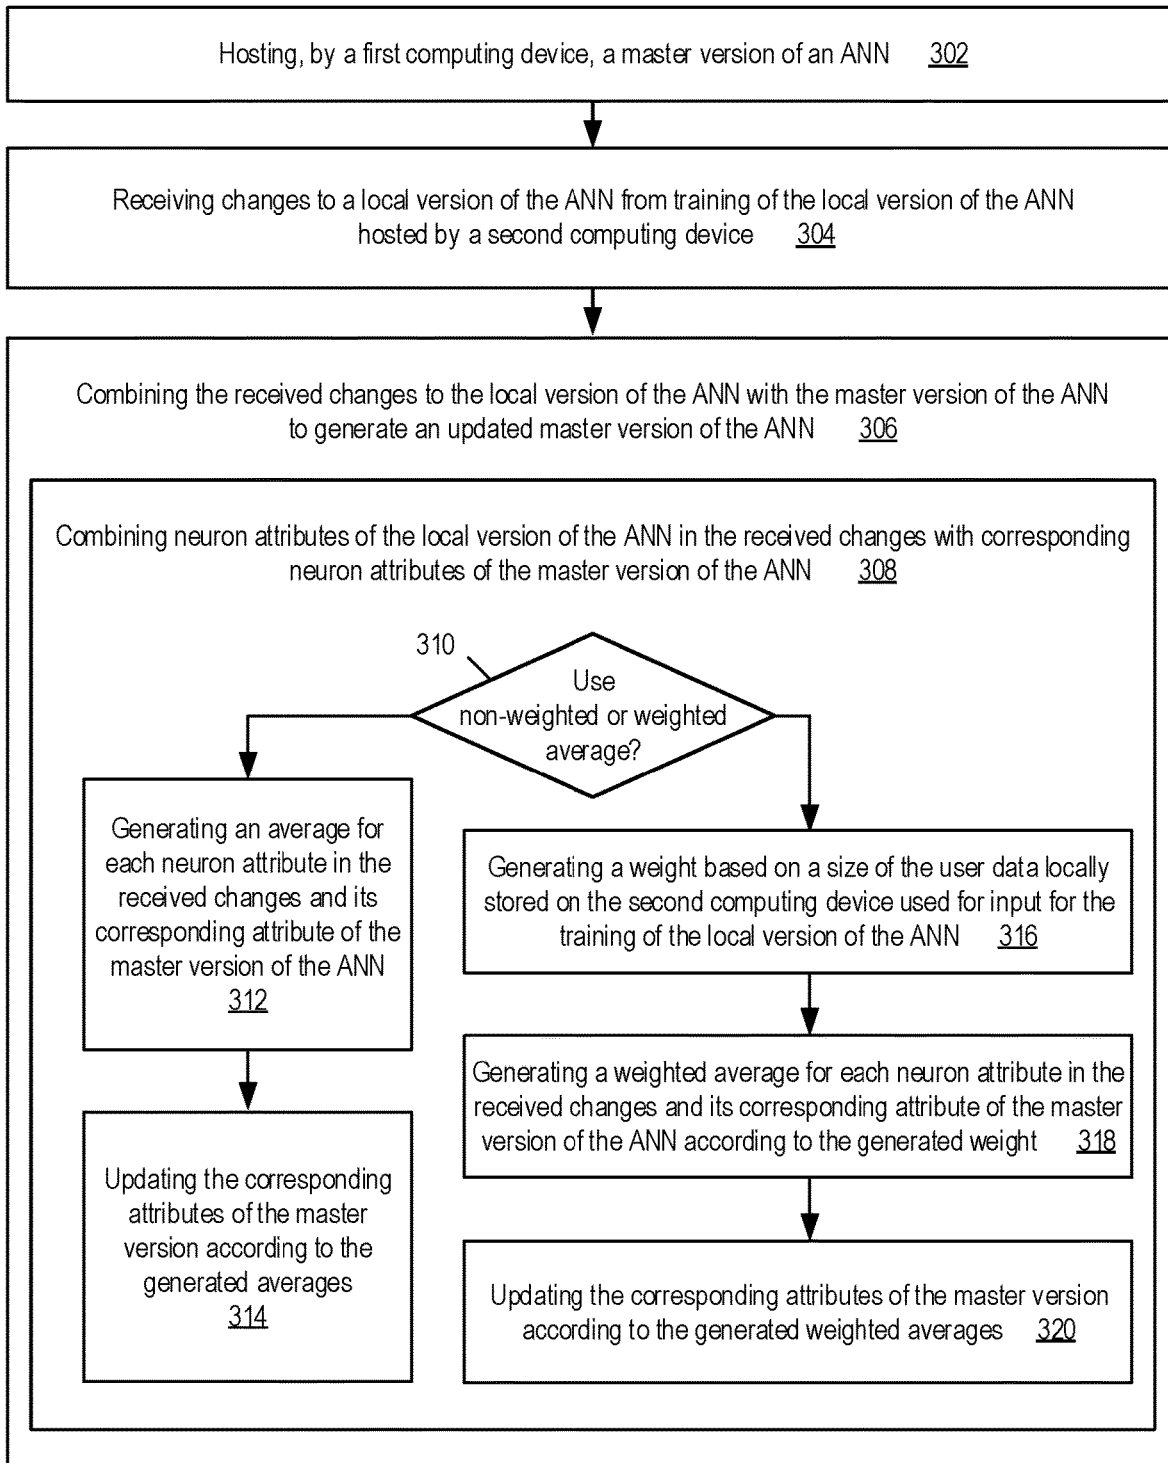 Hosting, by a first computing device, a master version of an ANN 302
Receiving changes to a local version of the ANN from training of the local version of the ANN
hosted by a second computing device 304
Combining the received changes to the local version of the ANN with the master version of the ANN
to generate an updated master version of the ANN 306
Combining neuron attributes of the local version of the ANN in the received changes with corresponding
neuron attributes of the master version of the ANN 308
310
Use
non-weighted or weighted
average?
Generating an average for
each neuron attribute in the
received changes and its
corresponding attribute of the
master version of the ANN
312
Updating the corresponding
attributes of the master
version according to the
generated averages
314
Generating a weight based on a size of the user data locally
stored on the second computing device used for input for the
training of the local version of the ANN 316
Generating a weighted average for each neuron attribute in the
received changes and its corresponding attribute of the master
version of the ANN according to the generated weight 318
Updating the corresponding attributes of the master version
according to the generated weighted averages 320